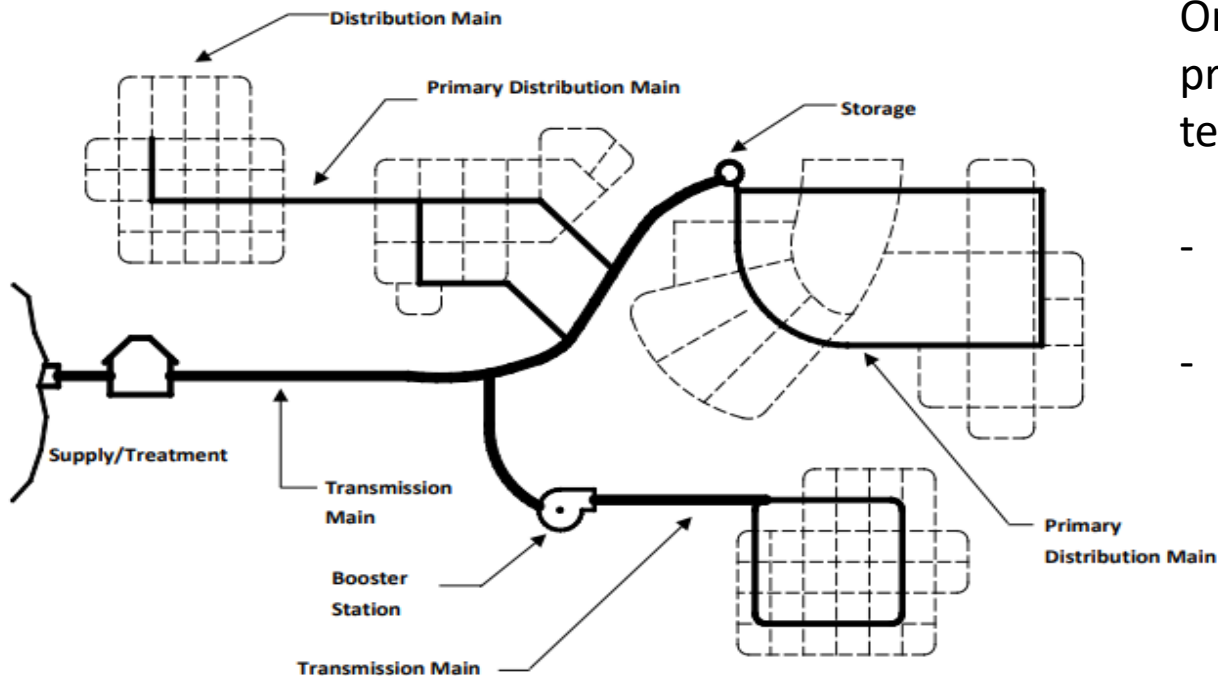 Distribution Main
Primary Distribution Main
Storage
Supply/Treatment
Transmission
Main
Booster
Station
Transmission Main
Primary
Distribution Main
-
-